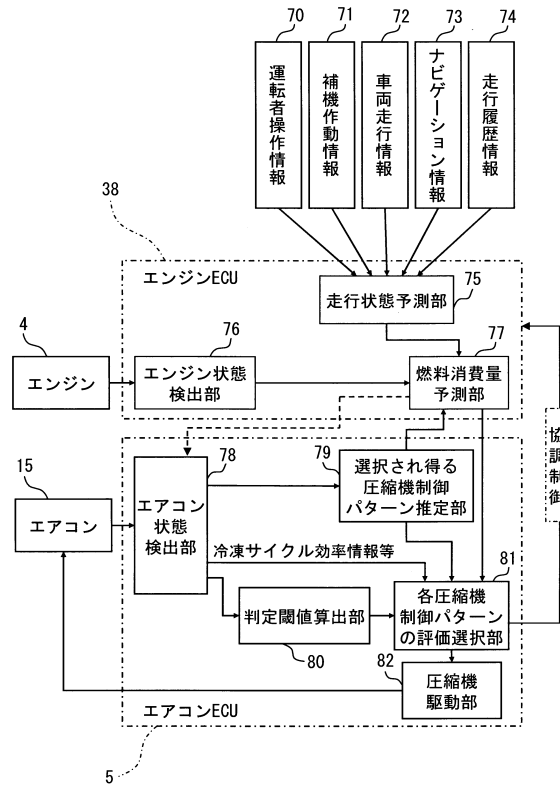 70
71
72
73
74
運転者操作情報
補機作動情報
車両走行情報
ナビゲーション情報
走行履歴情報
38
エンジンECU
走行状態予測部
75
4
エンジン
76
エンジン状態
検出部
77
燃料消費量
予測部
協調制御
15
エアコン
78
エアコン
状態
検出部
79
選択され得る
圧縮機制御
パターン推定部
冷凍サイクル効率情報等
81
各圧縮機
制御パターン
の評価選択部
判定閾値算出部
80
82
圧縮機
駆動部
エアコンECU
5